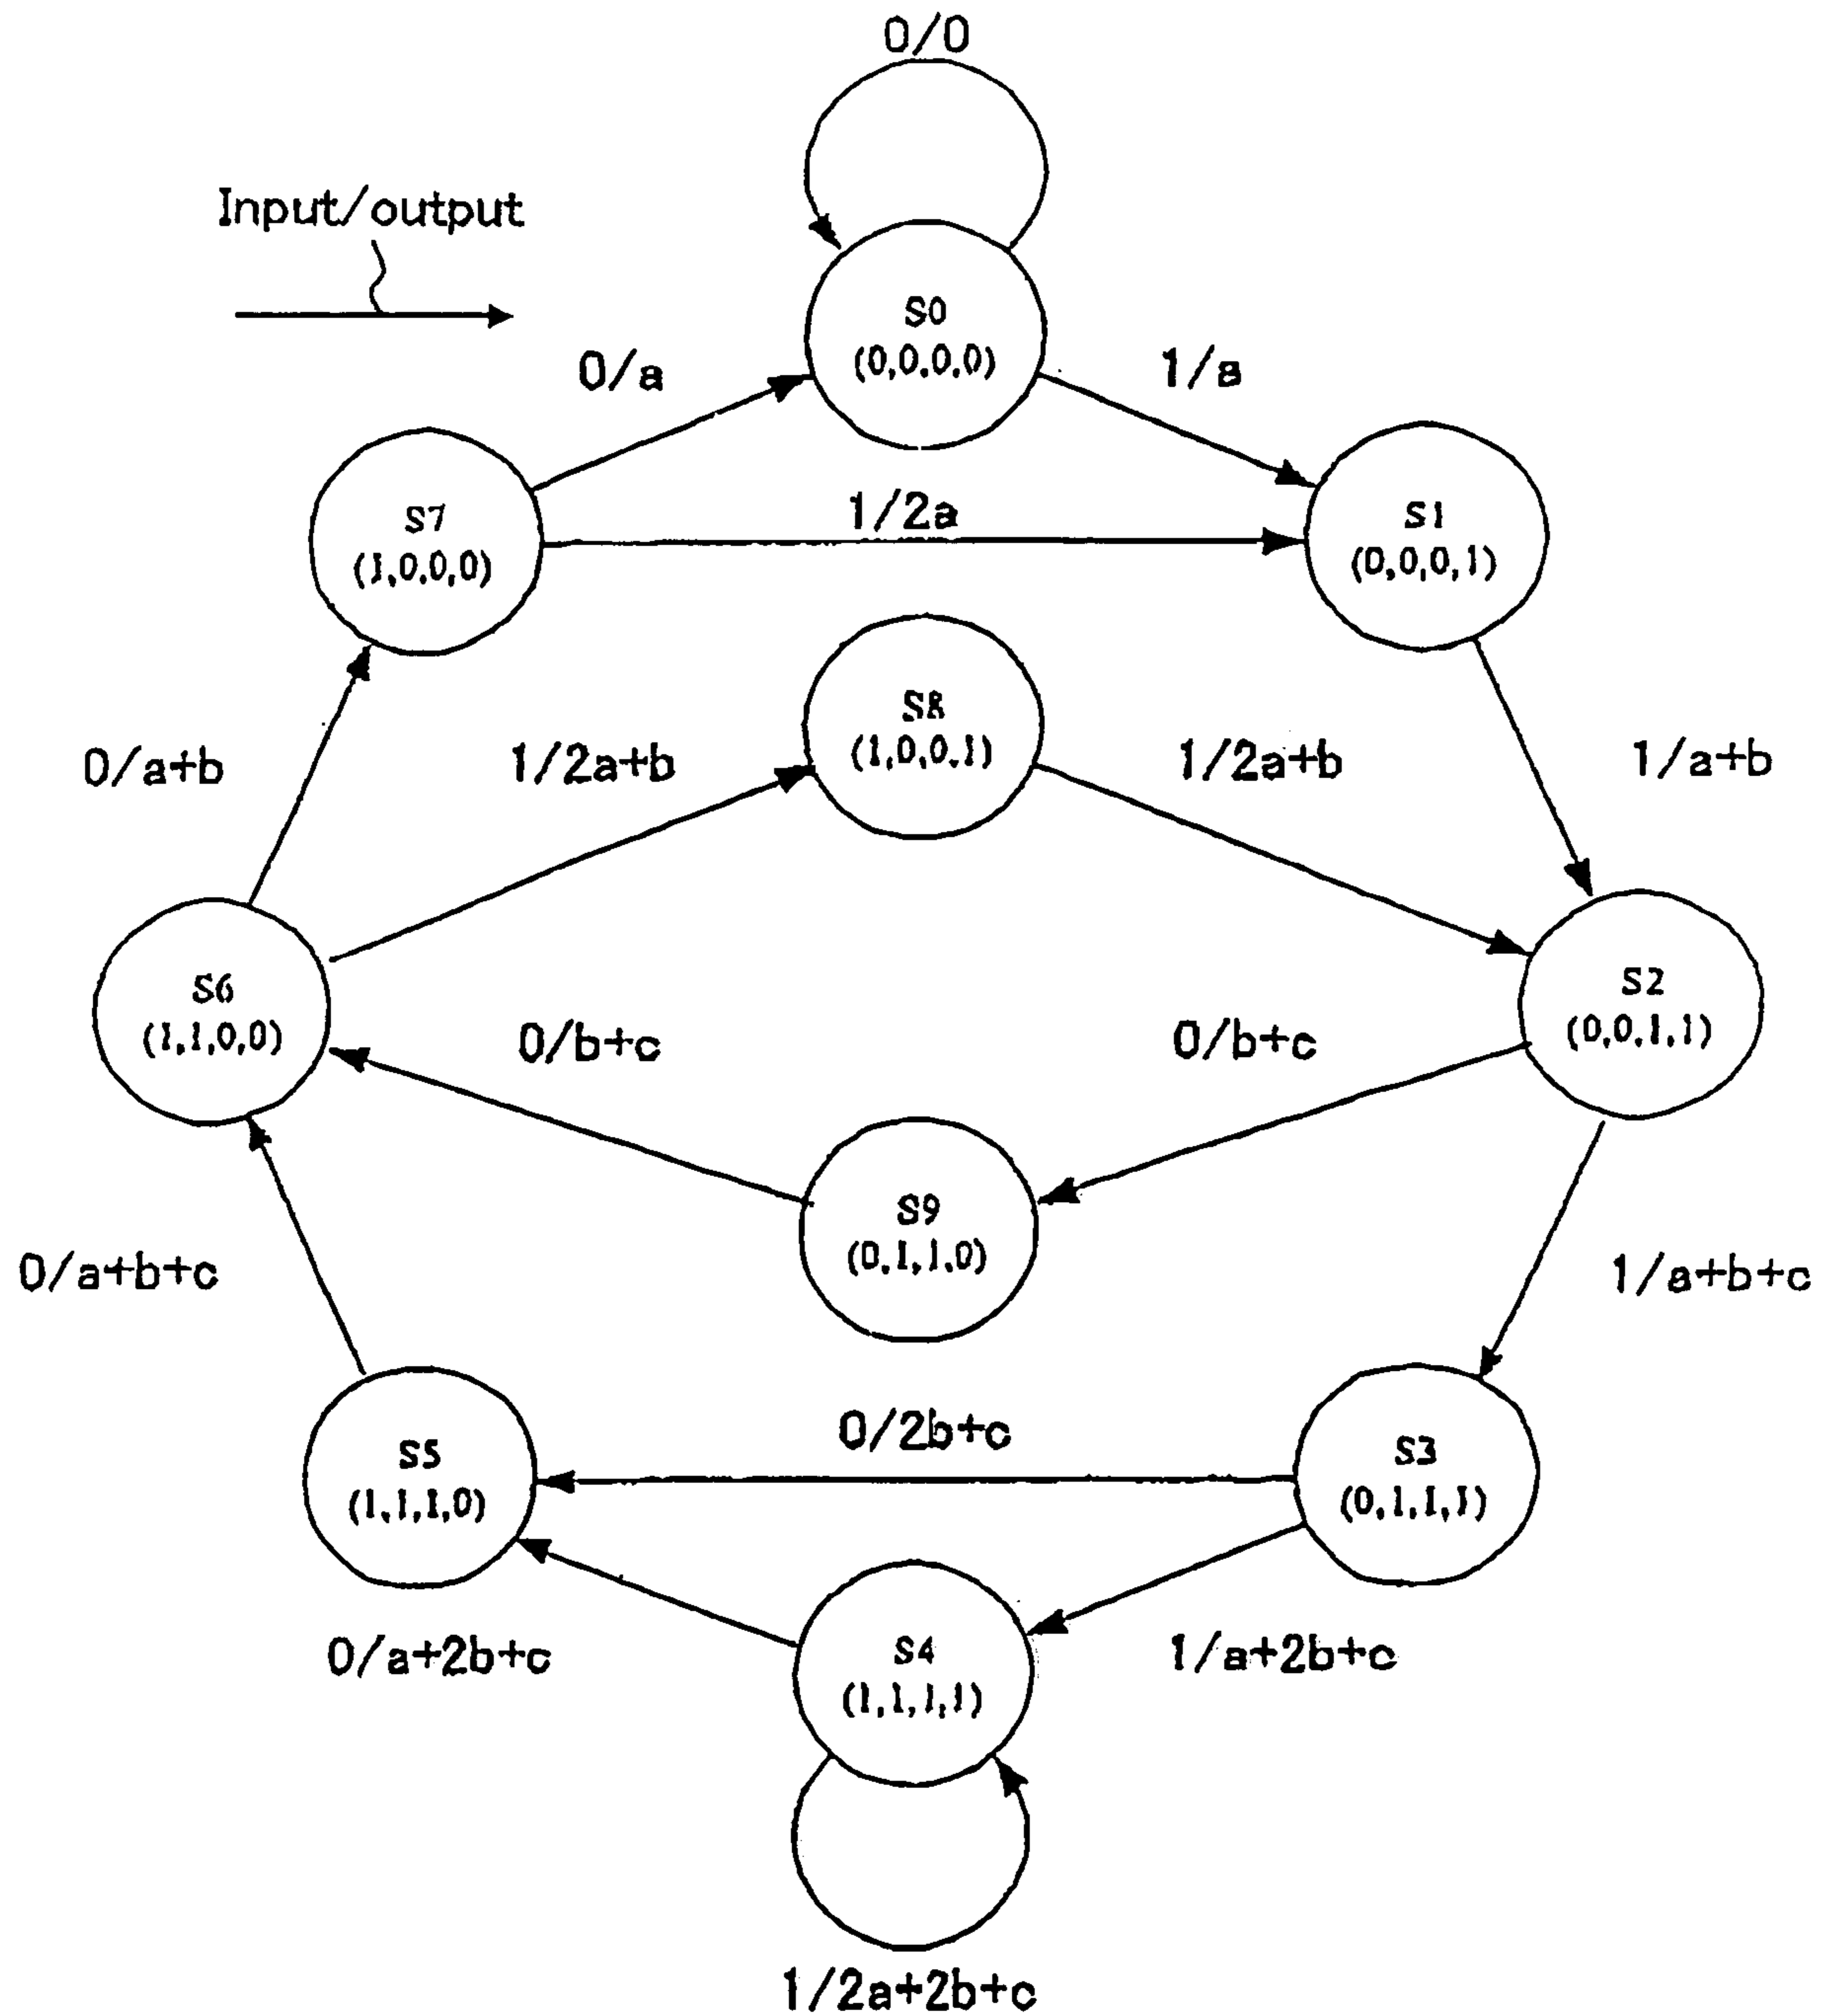 0/0
Input/output
S0
(0,0,0,0)
0/a
1/a
S7
(1,0,0,0)
1/2a
S1
(0,0,0,1)
S8
(1,0,0,1)
0/a+b
1/2a+b
1/2a+b
1/a+b
S6
(1,1,0,0)
S2
(0,0,1,1)
0/b+c
0/b+c
S9
(0,1,1,0)
0/a+b+c
1/a+b+c
0/2b+c
S5
(1,1,1,0)
S3
(0,1,1,1)
0/a+2b+c
S4
(1,1,1,1)
1/a+2b+c
1/2a+2b+c